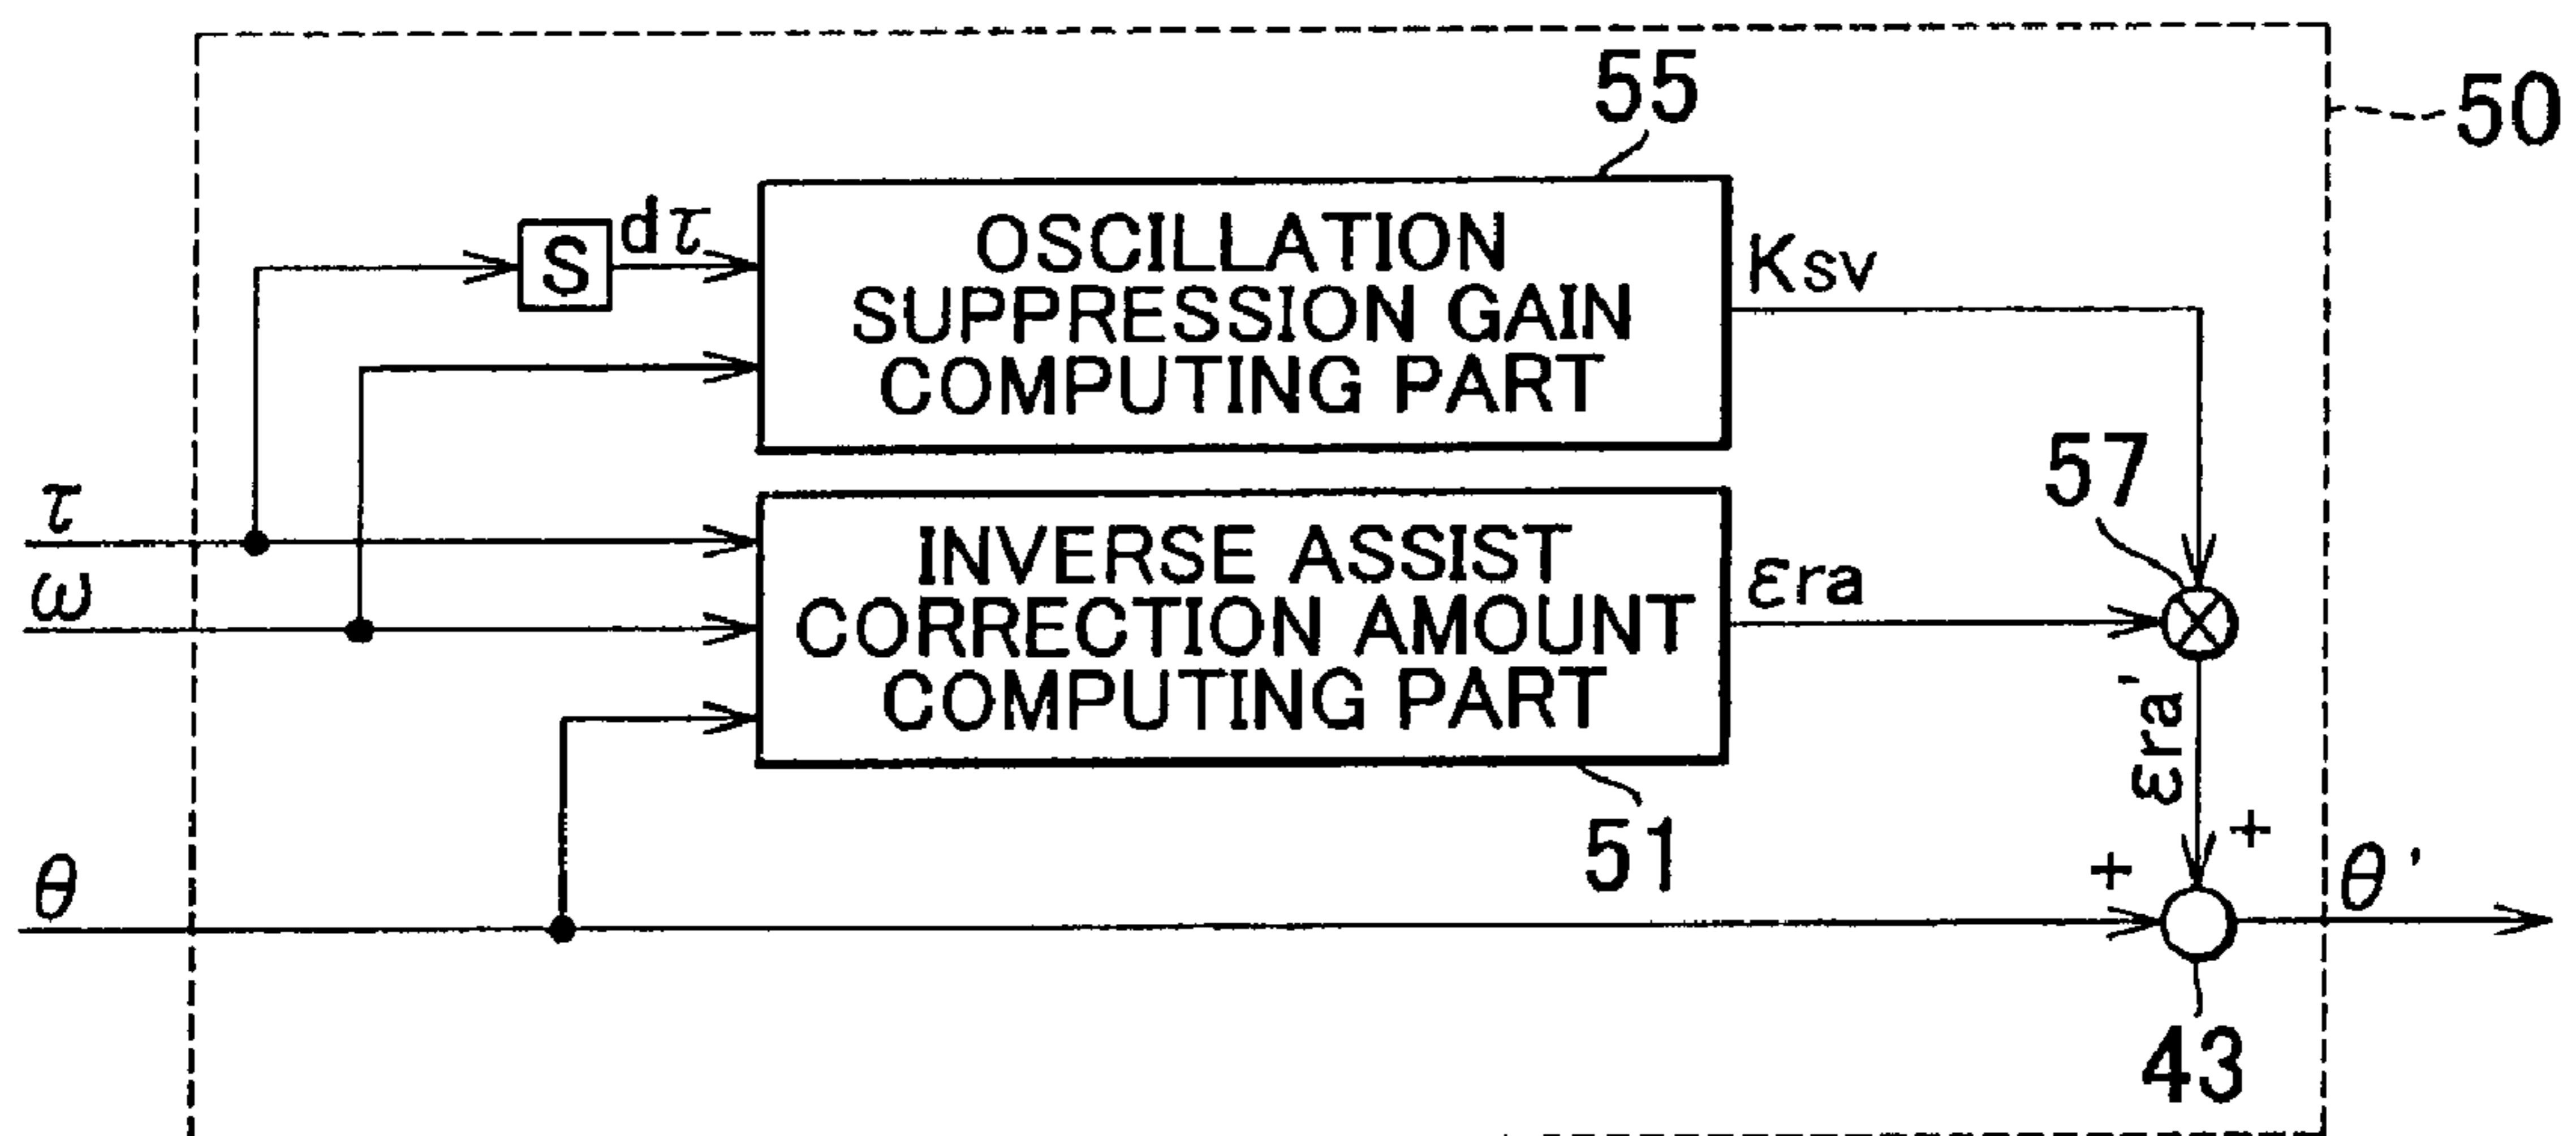 55
50
S
dτ
OSCILLATION
SUPPRESSION GAIN
COMPUTING PART
Ksv
57
τ
ω
INVERSE ASSIST
CORRECTION AMOUNT
COMPUTING PART
εra
εra'
51
+
+
θ
θ'
43